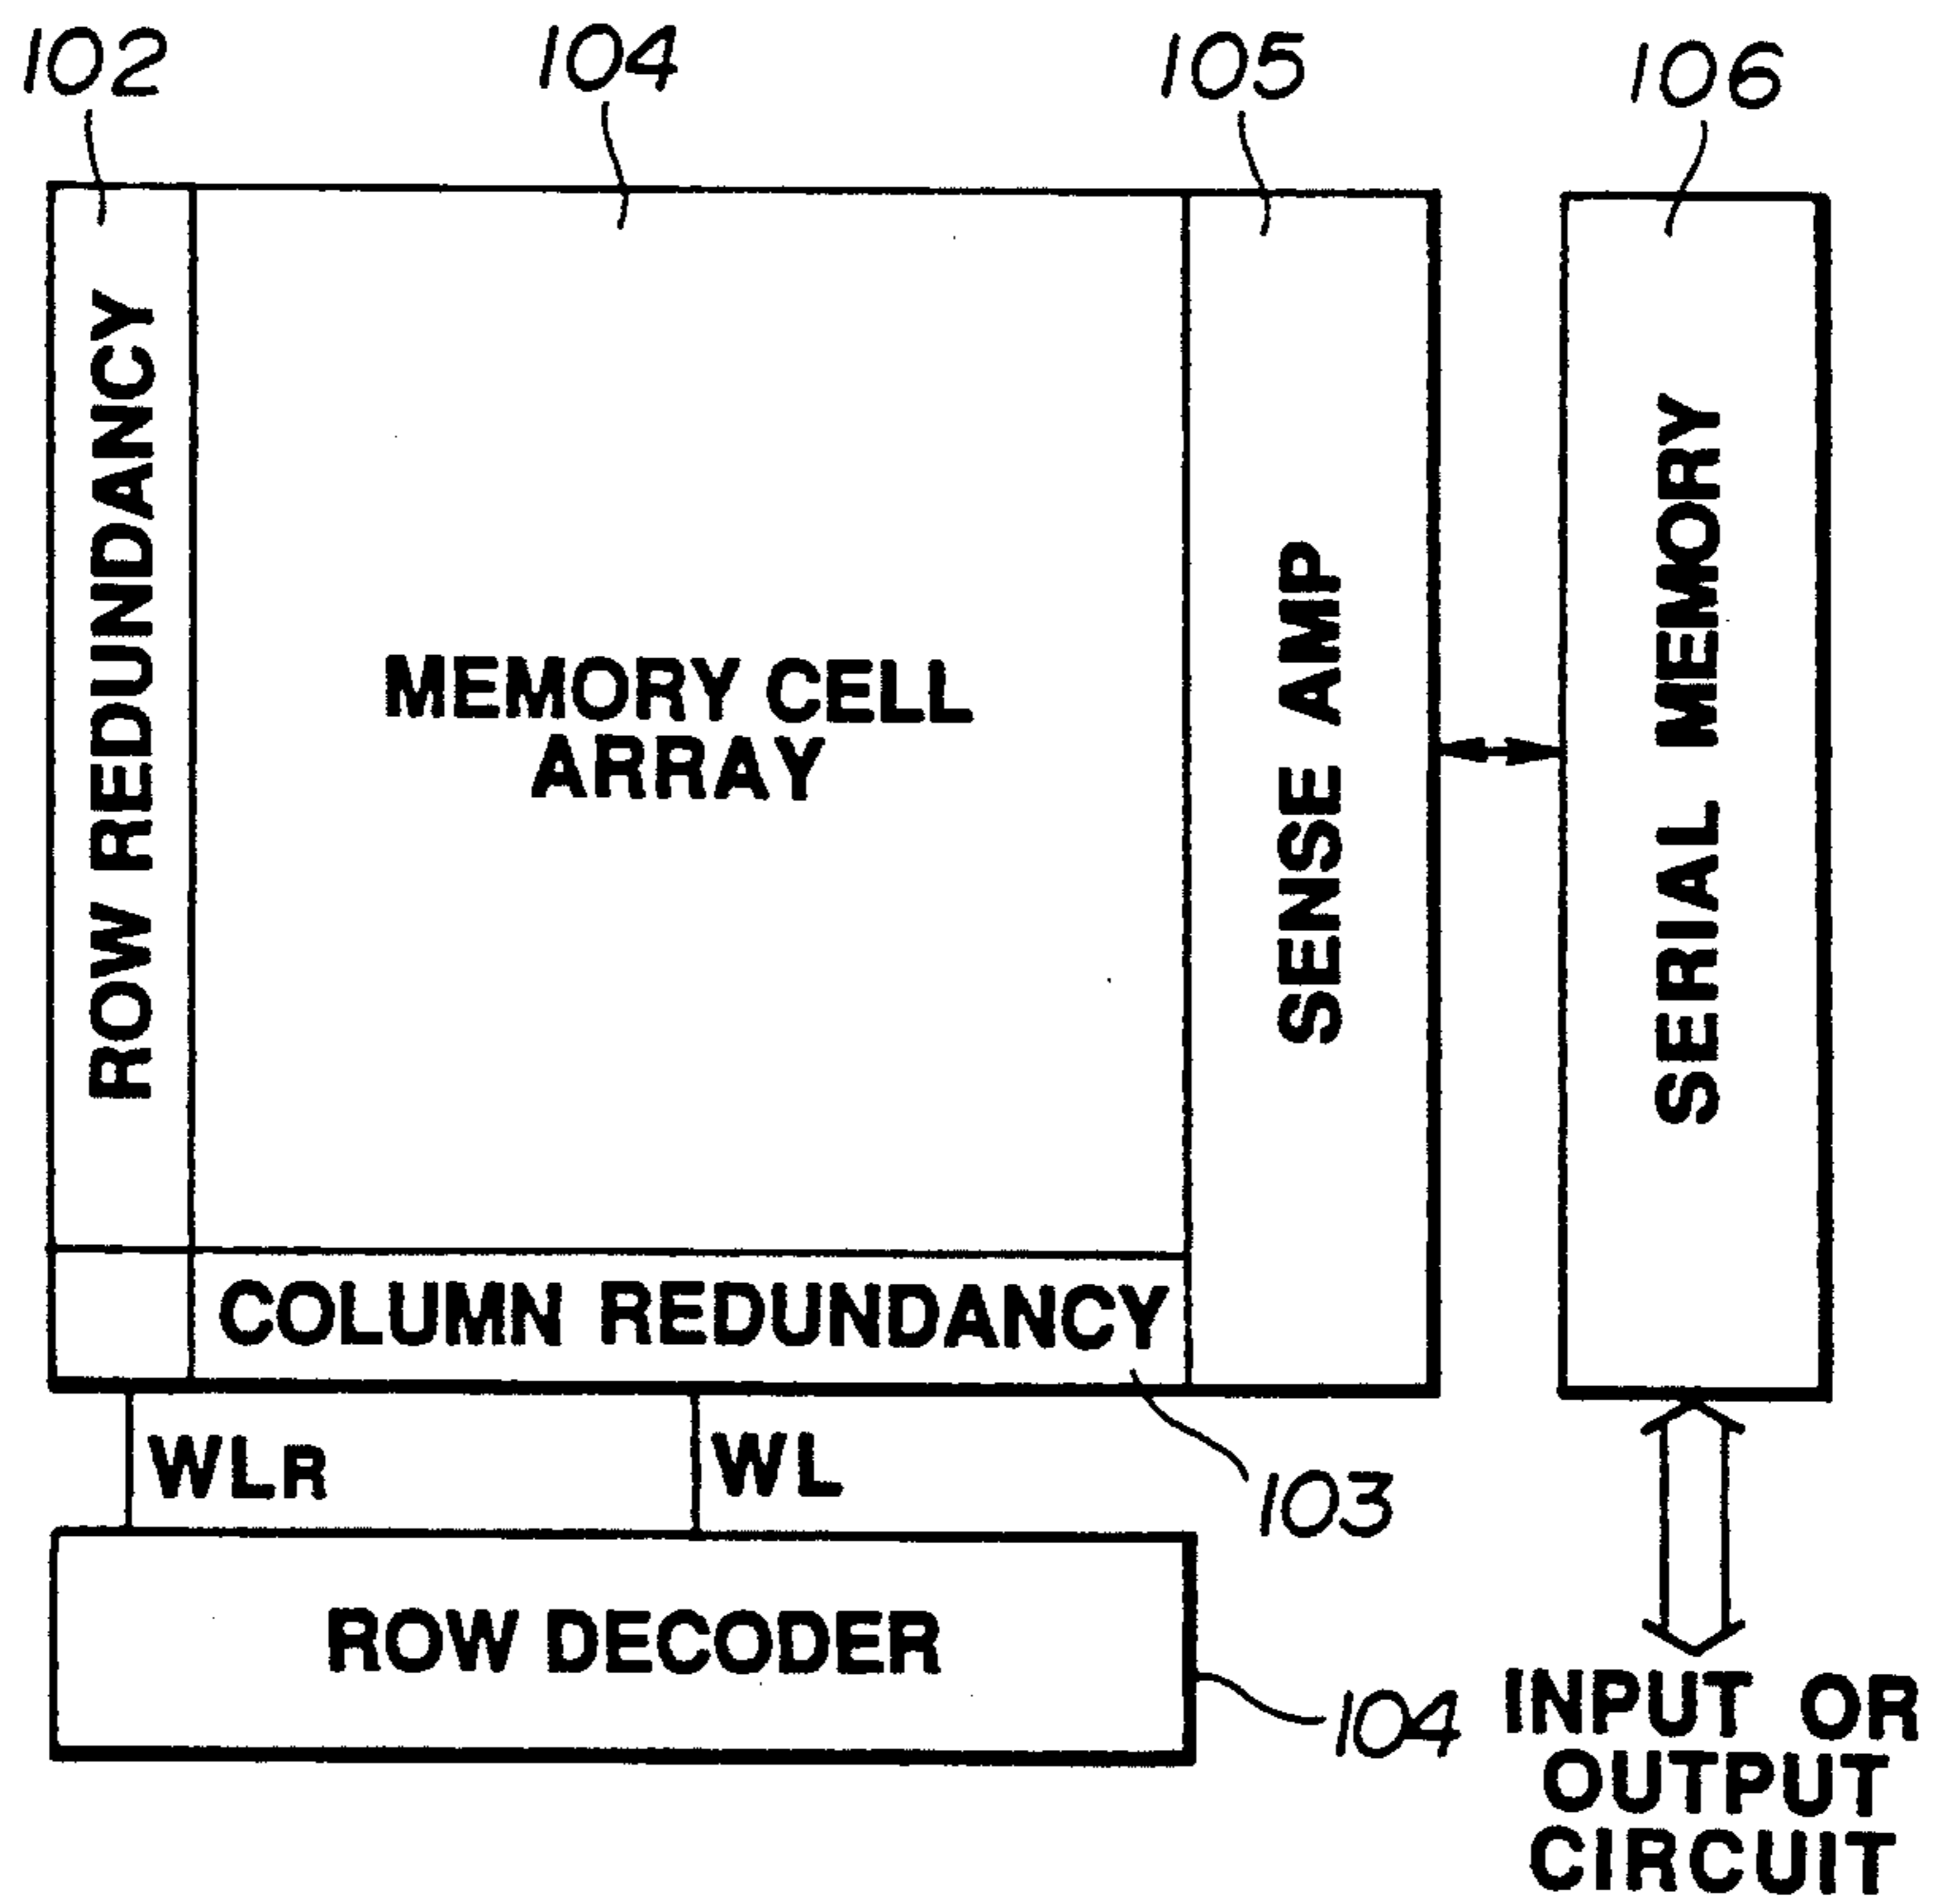 102
104
105
106
ROW REDUNDANCY
MEMORY CELL
ARRAY
SENSE AMP
SERIAL MEMORY
COLUMN REDUNDANCY
WLR
WL
103
ROW DECODER
104
INPUT OR
OUTPUT
CIRCUIT